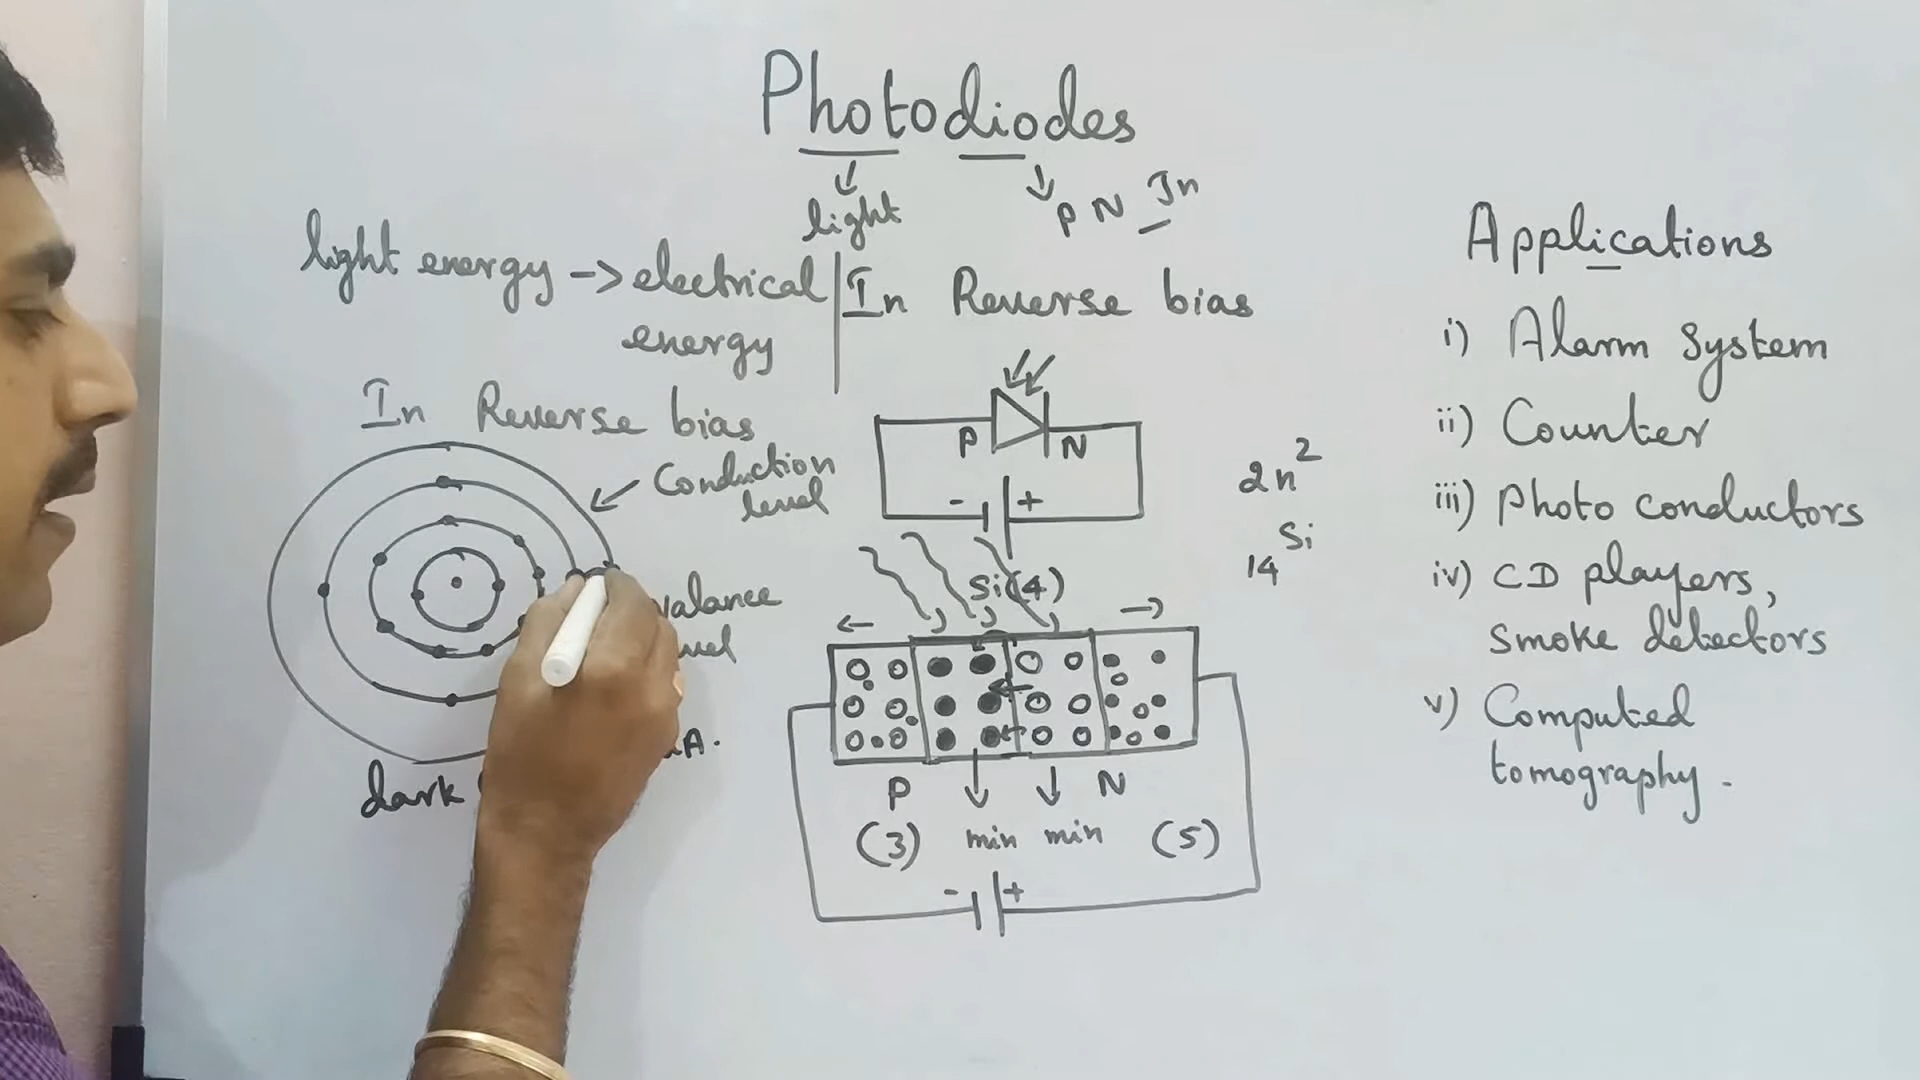 Photodiodes
light
P N Jn
light energy -> electrical
energy
In Reverse bias
In Reverse bias
Conduction
level
valance
dark
P N
- +
2n²
14 Si
Si(4)
P N
(3) min min (5)
- +
Applications
i) Alarm System
ii) Counter
iii) Photo conductors
iv) CD players,
Smoke detectors
v) Computed
tomography.